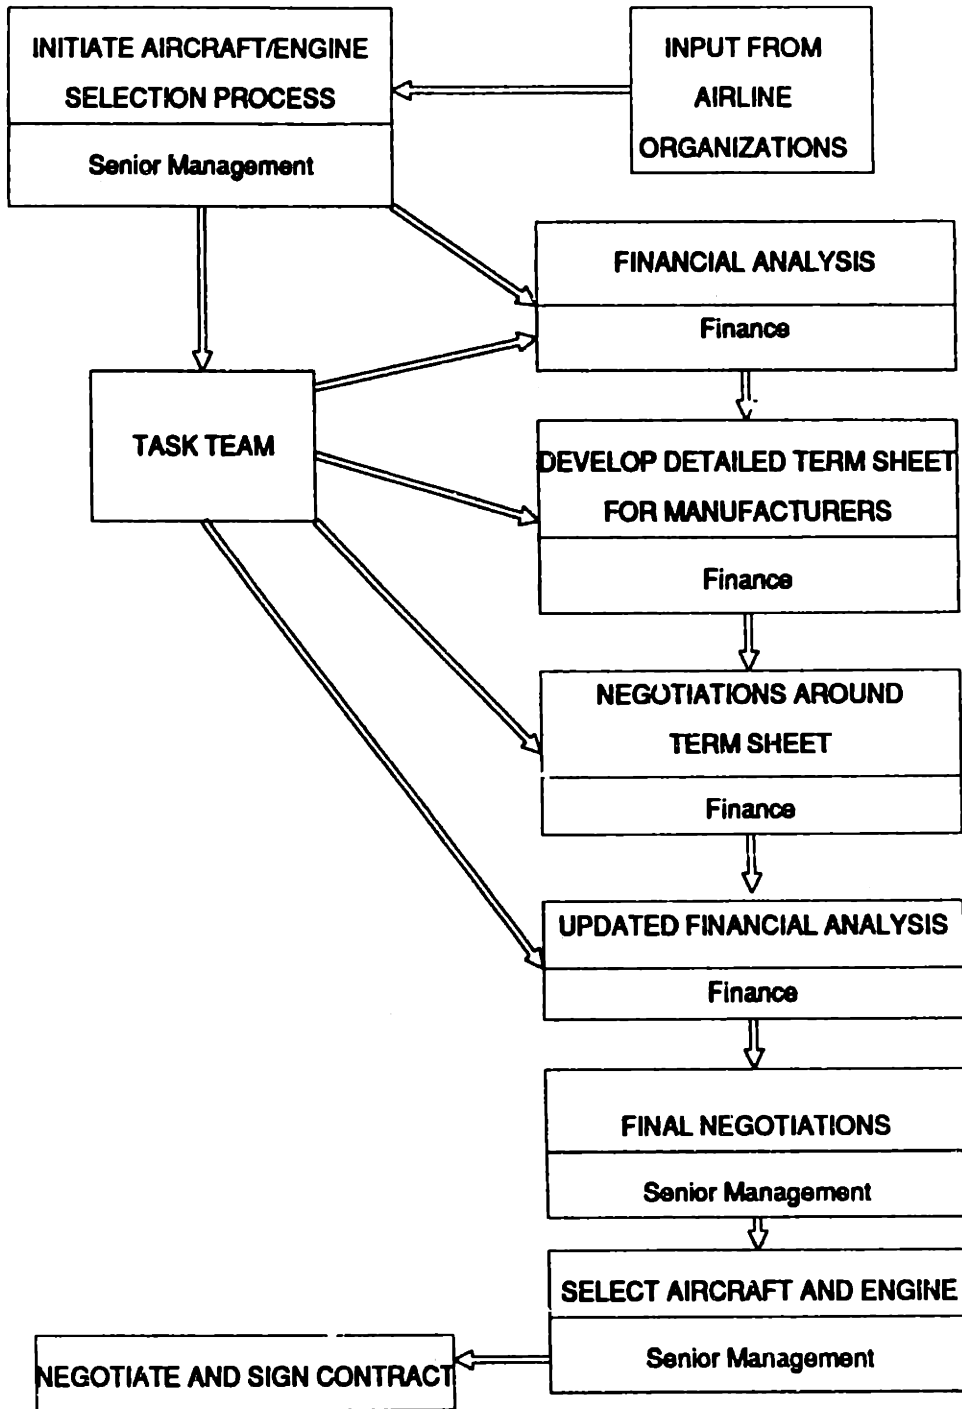 INITIATE AIRCRAFT/ENGINE
SELECTION PROCESS
Senior Management
INPUT FROM
AIRLINE
ORGANIZATIONS
FINANCIAL ANALYSIS
Finance
TASK TEAM
DEVELOP DETAILED TERM SHEET
FOR MANUFACTURERS
Finance
NEGOTIATIONS AROUND
TERM SHEET
Finance
UPDATED FINANCIAL ANALYSIS
Finance
FINAL NEGOTIATIONS
Senior Management
SELECT AIRCRAFT AND ENGINE
Senior Management
NEGOTIATE AND SIGN CONTRACT